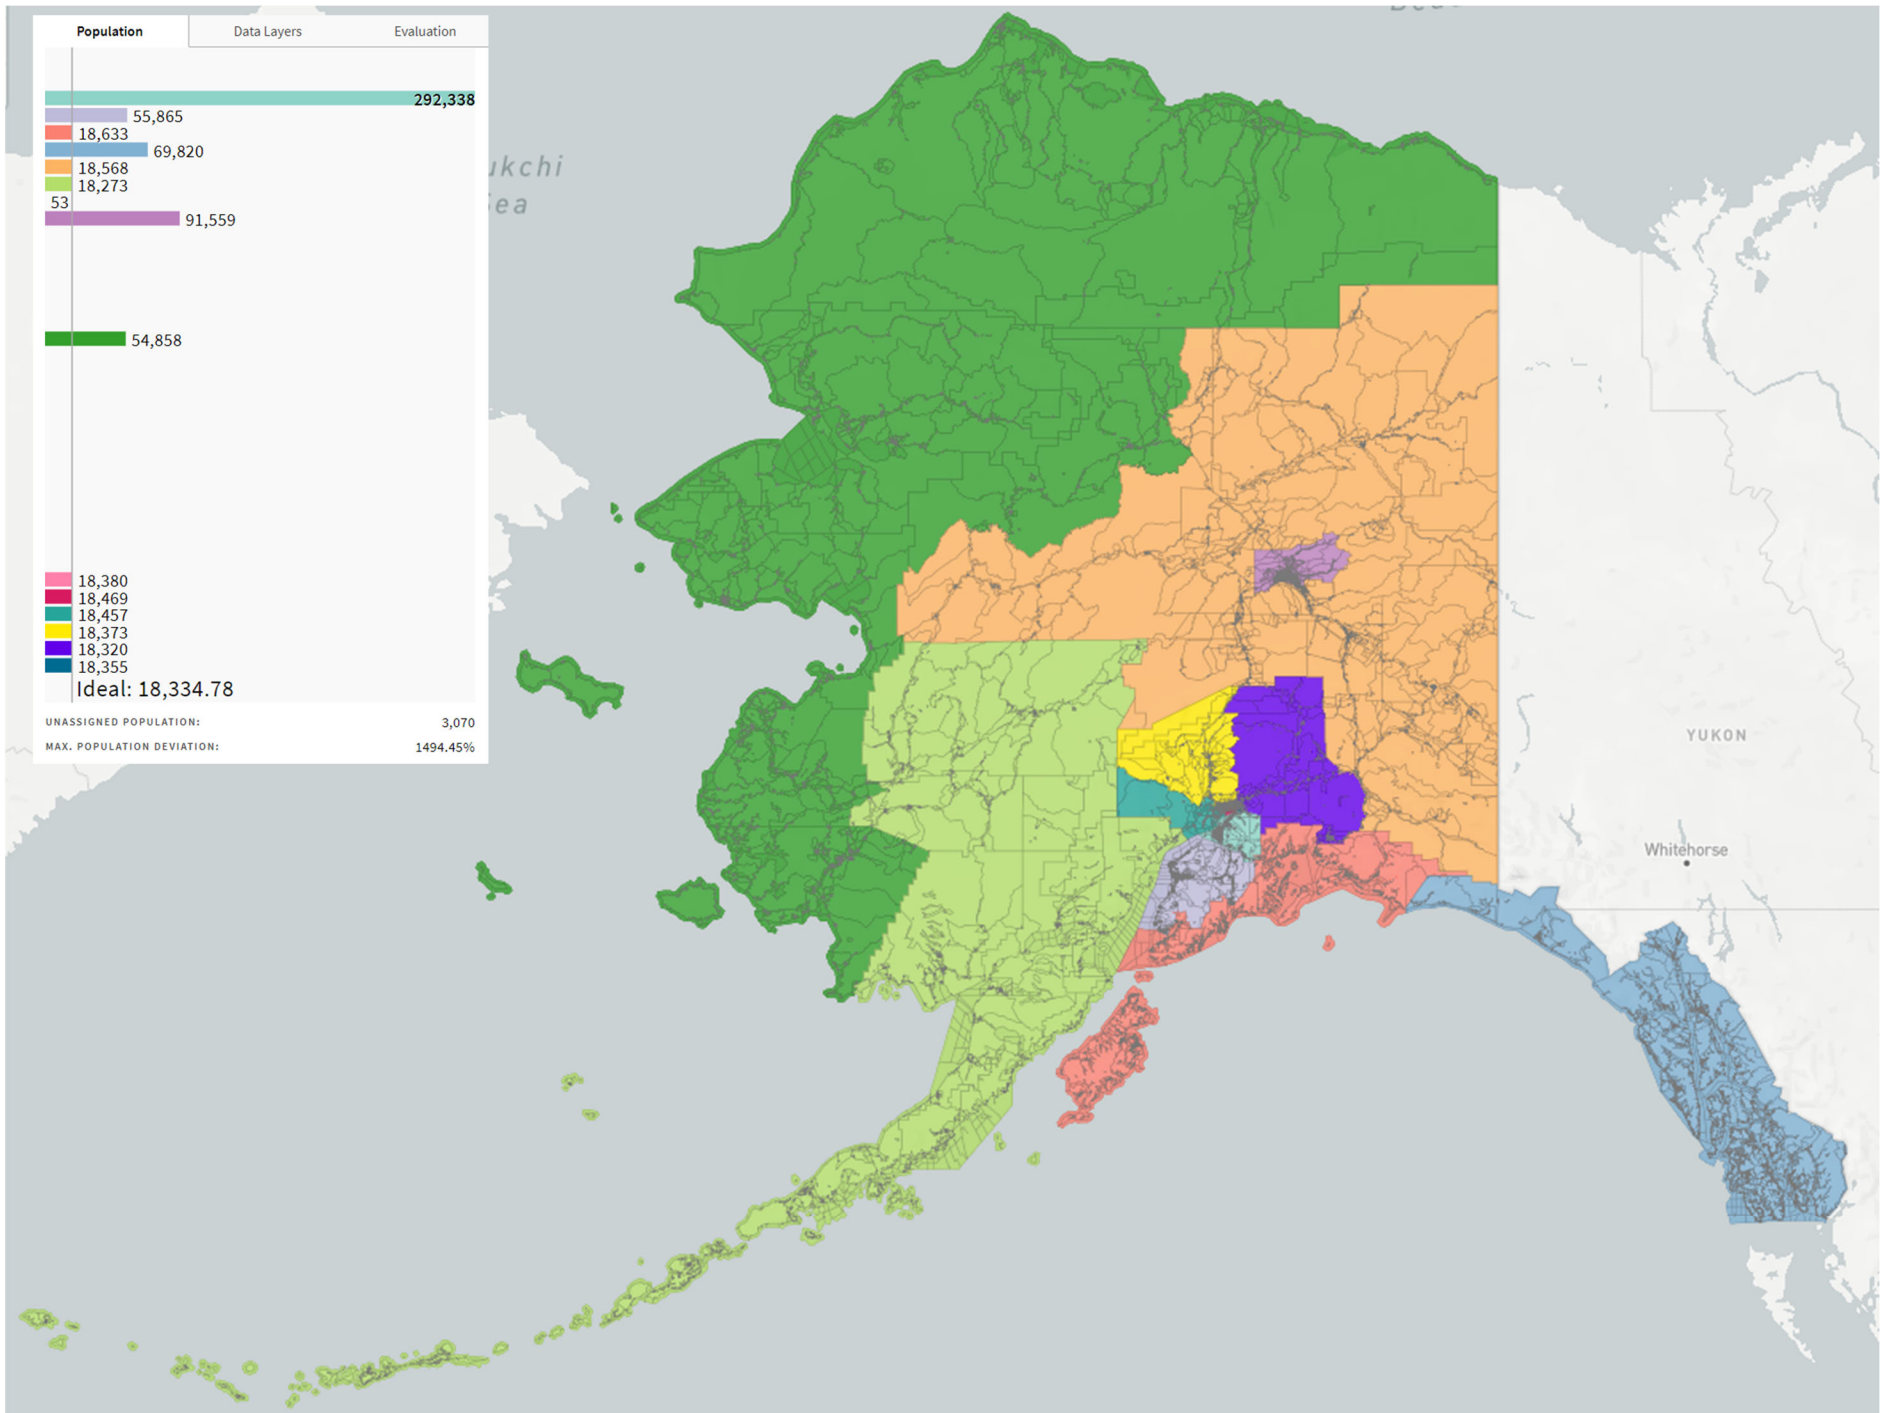 Population Data Layers Evaluation
292,338
55,865
18,633
69,820
18,568
18,273
53
91,559
54,858
18,380
18,469
18,457
18,373
18,320
18,355
Ideal: 18,334.78
UNASSIGNED POPULATION: 3,070
MAX. POPULATION DEVIATION: 1494.45%
YUKON
Whitehorse